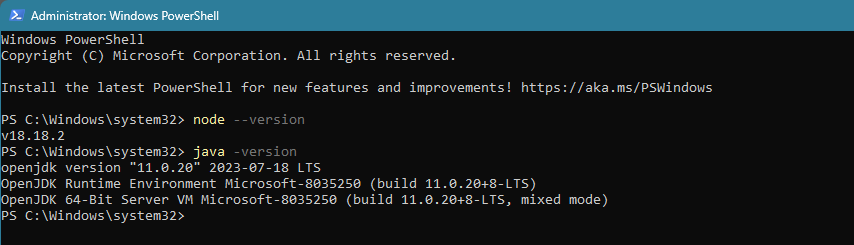 Administrator: Windows PowerShell
Windows PowerShell
Copyright (C) Microsoft Corporation. All rights reserved.
Install the latest PowerShell for new features and improvements! https://aka.ms/PSWindows
PS C:\Windows\system32> node --version
v18.18.2
PS C:\Windows\system32> java -version
openjdk version "11.0.20" 2023-07-18 LTS
OpenJDK Runtime Environment Microsoft-8035250 (build 11.0.20+8-LTS)
OpenJDK 64-Bit Server VM Microsoft-8035250 (build 11.0.20+8-LTS, mixed mode)
PS C:\Windows\system32>